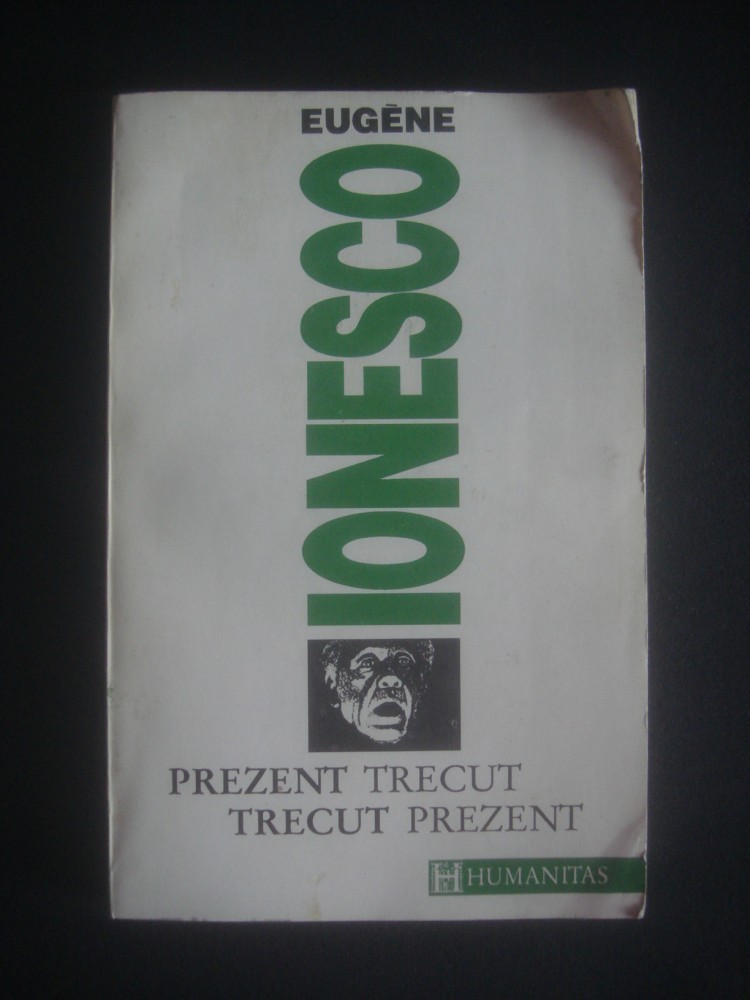 EUGÈNE
IONESCO
PREZENT TRECUT
TRECUT PREZENT
H HUMANITAS